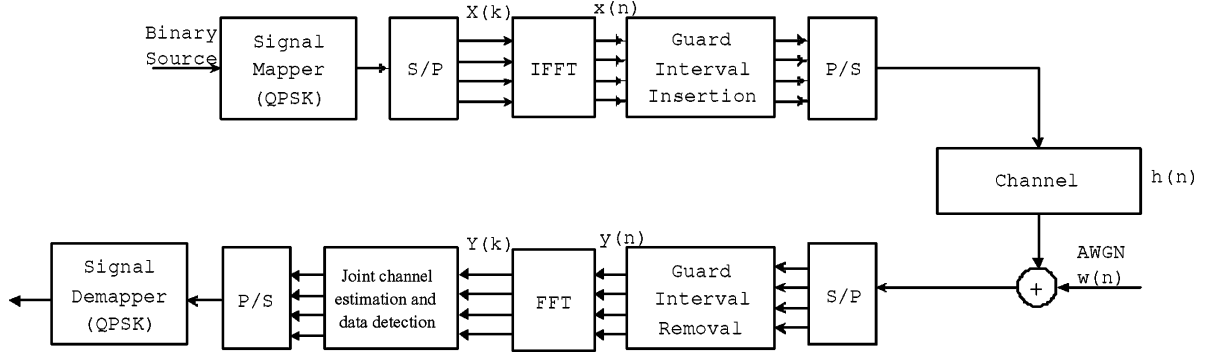 Binary
Source
Signal
Mapper
(QPSK)
S/P
X(k)
IFFT
x(n)
Guard
Interval
Insertion
P/S
Channel
h(n)
AWGN
w(n)
+
S/P
Guard
Interval
Removal
y(n)
FFT
Y(k)
Joint channel
estimation and
data detection
P/S
Signal
Demapper
(QPSK)